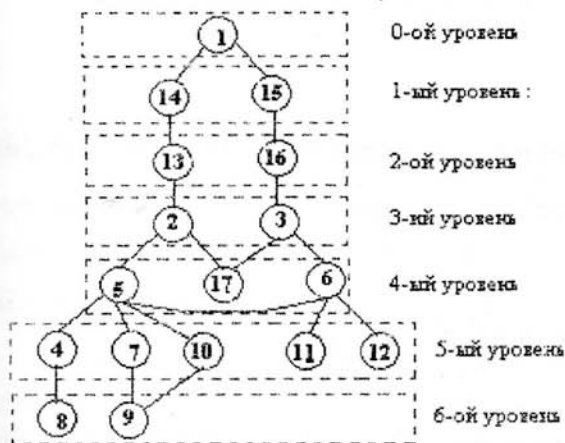 1 0-ой уровень
14 15 1-ый уровень :
13 16 2-ой уровень
2 3 3-ий уровень
5 17 6 4-ый уровень
4 7 10 11 12 5-ый уровень
8 9 6-ой уровень